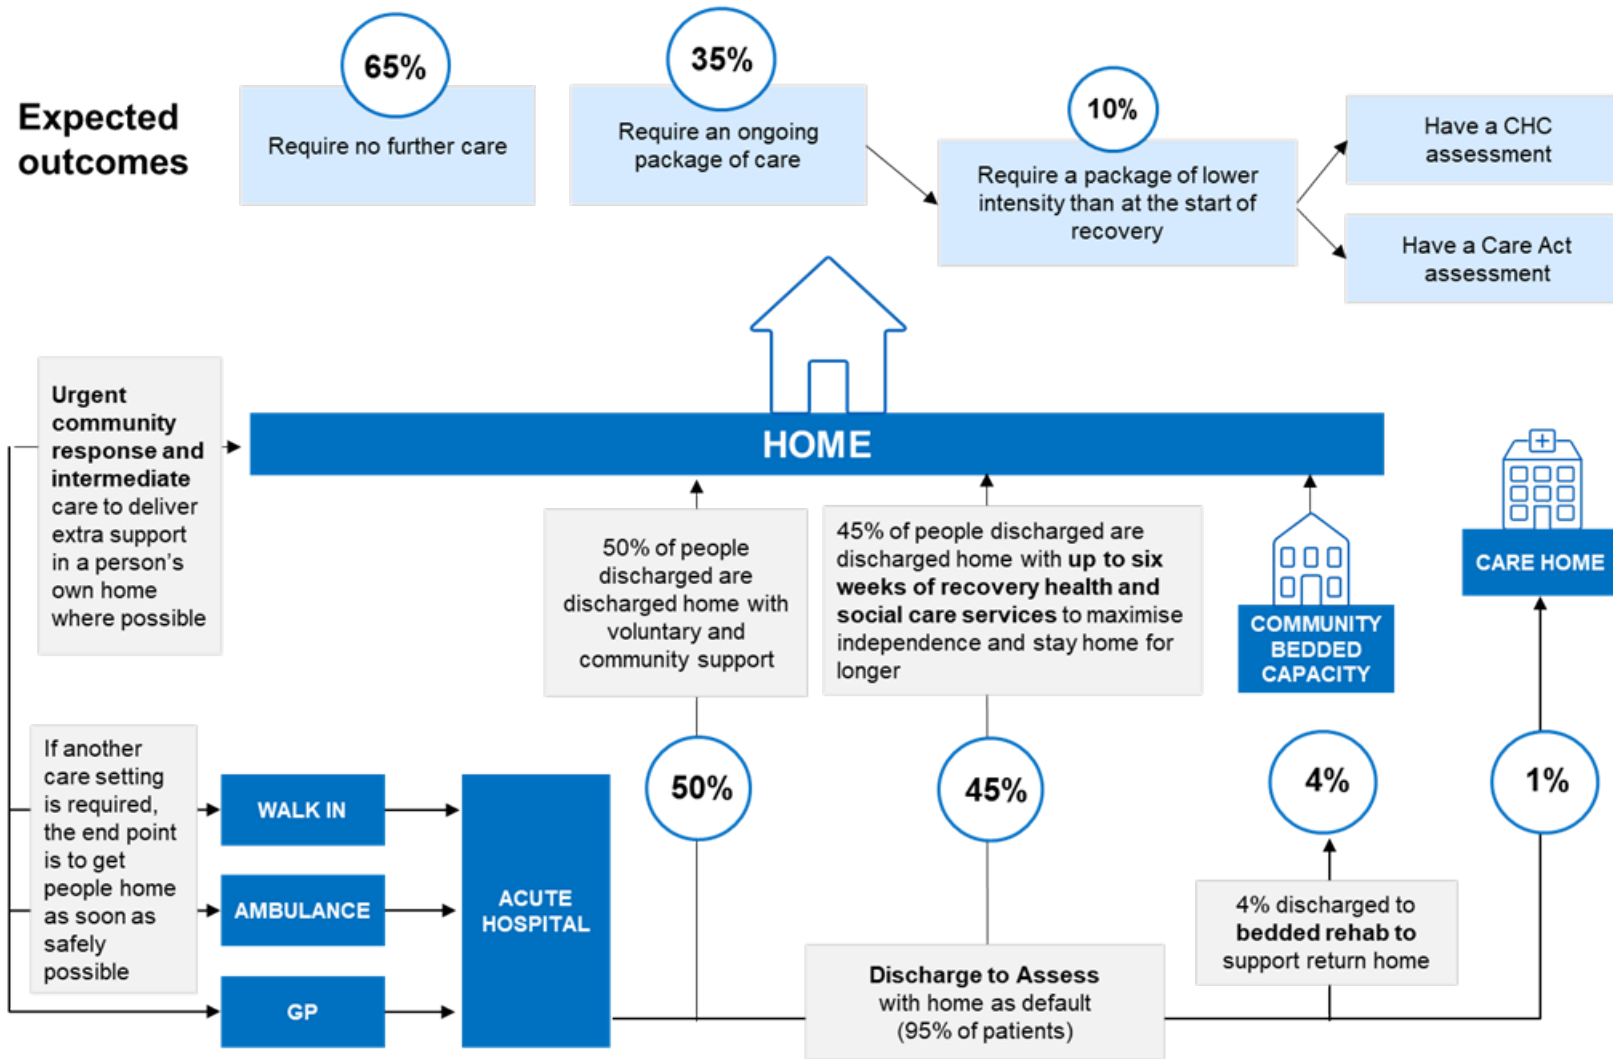 Expected
outcomes
65%
Require no further care
35%
Require an ongoing
package of care
10%
Require a package of lower
intensity than at the start of
recovery
Have a CHC
assessment
Have a Care Act
assessment
Urgent
community
response and
intermediate
care to deliver
extra support
in a person’s
own home
where possible
HOME
50% of people
discharged are
discharged home with
voluntary and
community support
45% of people discharged are
discharged home with up to six
weeks of recovery health and
social care services to maximise
independence and stay home for
longer
COMMUNITY
BEDDED
CAPACITY
CARE HOME
If another
care setting
is required,
the end point
is to get
people home
as soon as
safely
possible
WALK IN
AMBULANCE
GP
ACUTE
HOSPITAL
50%
45%
4%
1%
Discharge to Assess
with home as default
(95% of patients)
4% discharged to
bedded rehab to
support return home